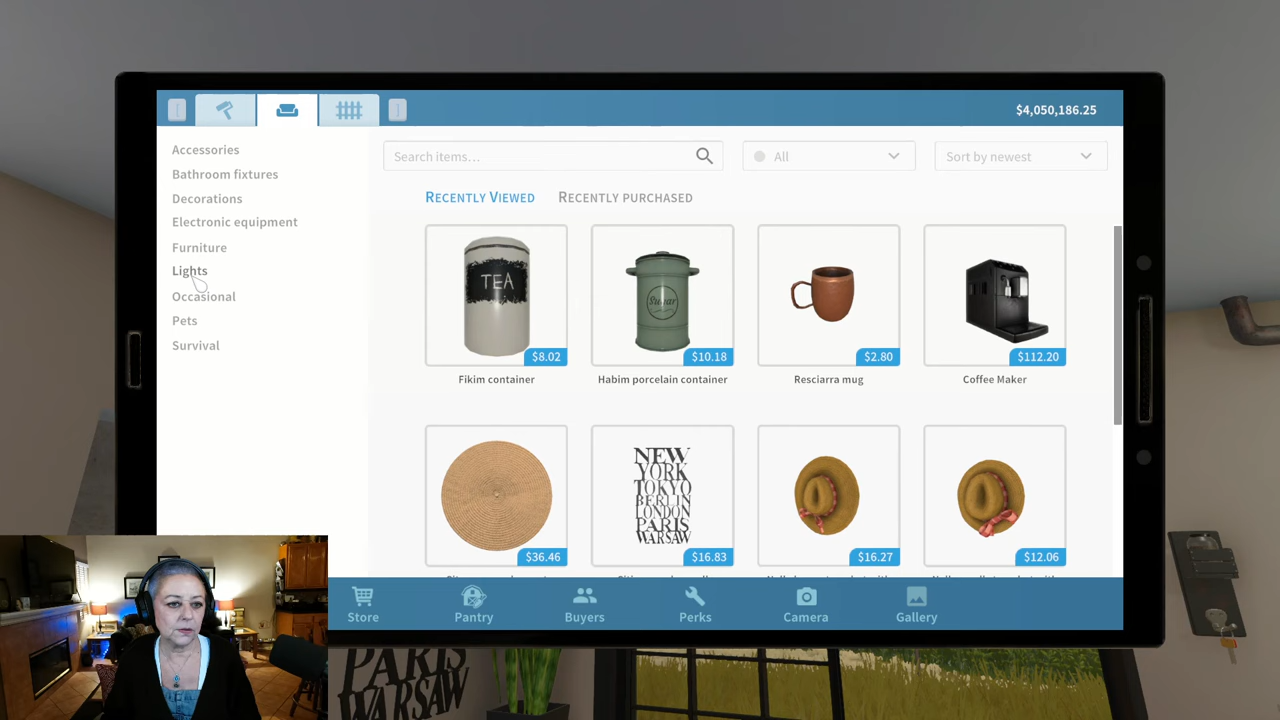 $4,050,186.25
Accessories
Bathroom fixtures
Decorations
Electronic equipment
Furniture
Lights
Occasional
Pets
Survival
Search items...
All
Sort by newest
RECENTLY VIEWED
RECENTLY PURCHASED
TEA
$8.02
Fikim container
Sugar
$10.18
Habim porcelain container
$2.80
Resciarra mug
$112.20
Coffee Maker
$36.46
NEW
YORK
TOKYO
BERLIN
LONDON
PARIS
WARSAW
$16.83
$16.27
$12.06
Store
Pantry
Buyers
Perks
Camera
Gallery
PARIS
WARSAW